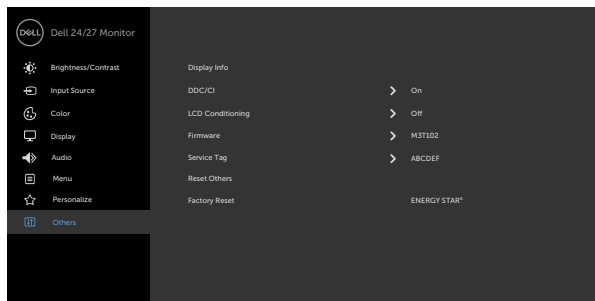 DELL Dell 24/27 Monitor
Brightness/Contrast Display Info
Input Source DDC/CI On
Color LCD Conditioning Off
Display Firmware M3T102
Audio Service Tag ABCDEF
Menu Reset Others
Personalize Factory Reset ENERGY STAR®
Others